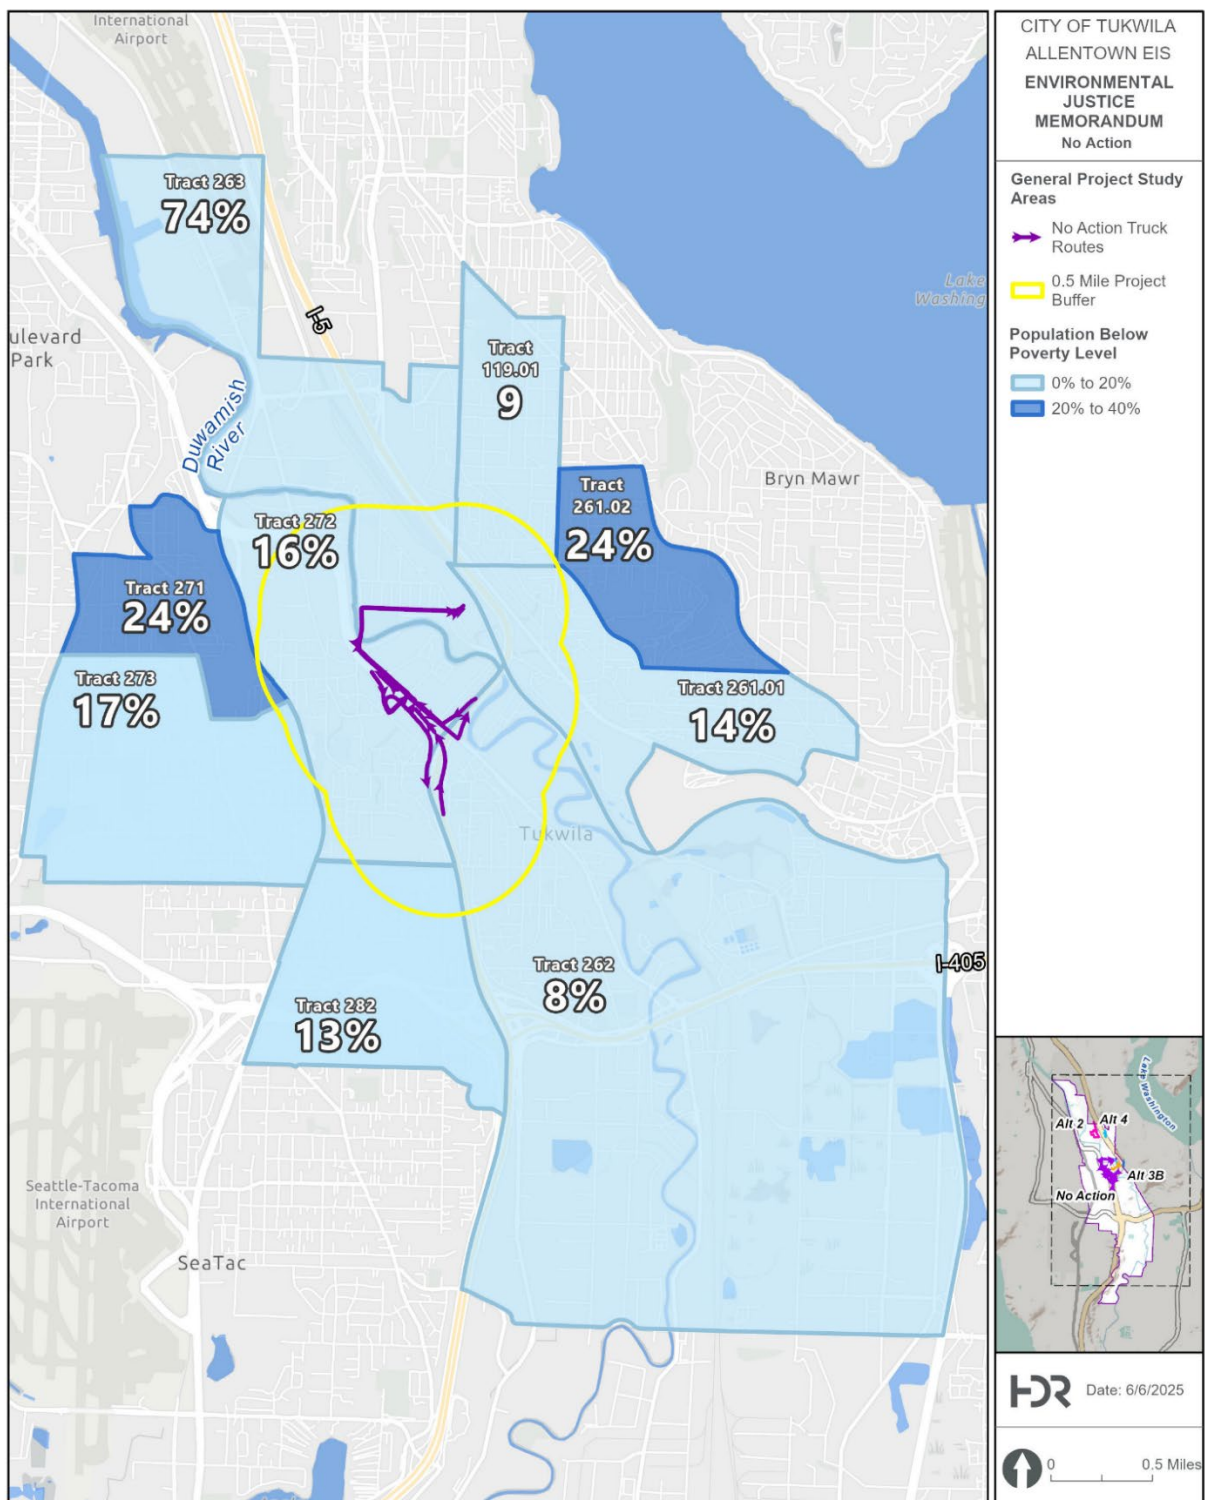 International
Airport
Tract 263
74%
I-5
Lake
Washing
ulevard
Park
Tract
119.01
9
Duwamish
River
Bryn Mawr
Tract
261.02
24%
Tract 272
16%
Tract 271
24%
Tract 273
17%
Tract 261.01
14%
Tukwila
Tract 262
8%
I-405
Tract 282
13%
Seattle-Tacoma
International
Airport
SeaTac
CITY OF TUKWILA
ALLENTOWN EIS
ENVIRONMENTAL
JUSTICE
MEMORANDUM
No Action
General Project Study
Areas
No Action Truck
Routes
0.5 Mile Project
Buffer
Population Below
Poverty Level
0% to 20%
20% to 40%
Lake
Washington
Alt 2
Alt 4
Alt 3B
No Action
HDR
Date: 6/6/2025
0
0.5 Miles